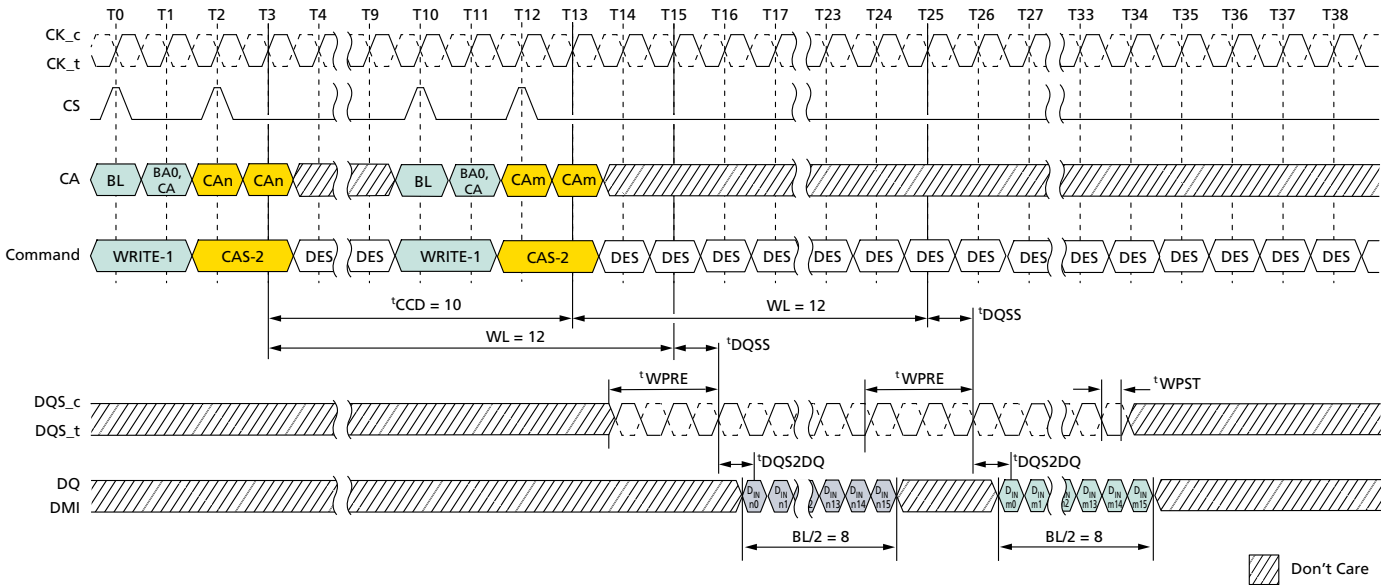 T0 T1 T2 T3 T4 T9 T10 T11 T12 T13 T14 T15 T16 T17 T23 T24 T25 T26 T27 T33 T34 T35 T36 T37 T38
CK_c
CK_t
CS
CA BL BA0, CA CAn CAn BL BA0, CA CAm CAm
Command WRITE-1 CAS-2 DES DES WRITE-1 CAS-2 DES DES DES DES DES DES DES DES DES DES DES DES DES DES DES
tCCD = 10 WL = 12 tDQSS
WL = 12 tDQSS
tWPRE tWPRE tWPST
DQS_c
DQS_t
tDQS2DQ tDQS2DQ
DQ DIN n0 DIN n1 DIN n13 DIN n14 DIN n15 DIN m0 DIN m1 DIN m13 DIN m14 DIN m15
DMI
BL/2 = 8 BL/2 = 8
Don't Care